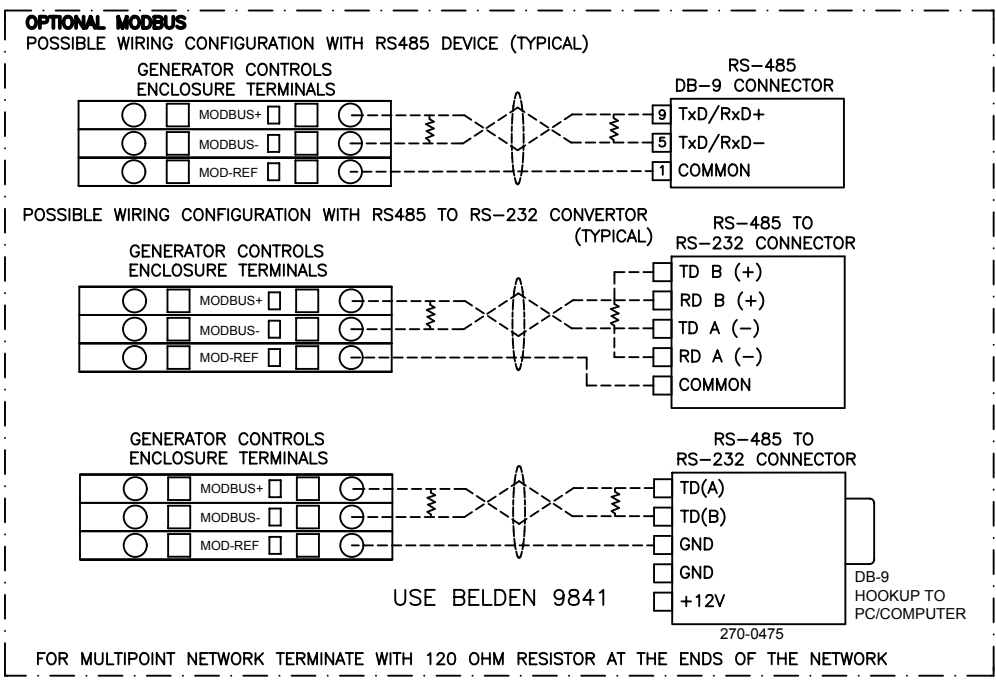 OPTIONAL MODBUS
POSSIBLE WIRING CONFIGURATION WITH RS485 DEVICE (TYPICAL)
GENERATOR CONTROLS
ENCLOSURE TERMINALS
MODBUS+
MODBUS-
MOD-REF
RS-485
DB-9 CONNECTOR
9 TxD/RxD+
5 TxD/RxD-
1 COMMON
POSSIBLE WIRING CONFIGURATION WITH RS485 TO RS-232 CONVERTOR
(TYPICAL)
GENERATOR CONTROLS
ENCLOSURE TERMINALS
MODBUS+
MODBUS-
MOD-REF
RS-485 TO
RS-232 CONNECTOR
TD B (+)
RD B (+)
TD A (-)
RD A (-)
COMMON
GENERATOR CONTROLS
ENCLOSURE TERMINALS
MODBUS+
MODBUS-
MOD-REF
RS-485 TO
RS-232 CONNECTOR
TD(A)
TD(B)
GND
GND
+12V
DB-9
HOOKUP TO
PC/COMPUTER
270-0475
USE BELDEN 9841
FOR MULTIPOINT NETWORK TERMINATE WITH 120 OHM RESISTOR AT THE ENDS OF THE NETWORK